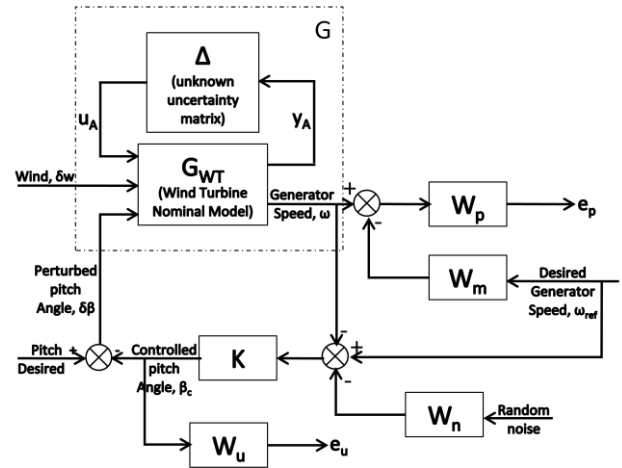 G
Δ
(unknown
uncertainty
matrix)
u_A
y_A
Wind, δw
G_WT
(Wind Turbine
Nominal Model)
Generator
Speed, ω
+
-
W_p
e_p
W_m
Desired
Generator
Speed, ω_ref
Perturbed
pitch
Angle, δβ
Pitch +
Desired
-
Controlled
pitch
Angle, β_c
K
-
+
-
W_n
Random
noise
W_u
e_u